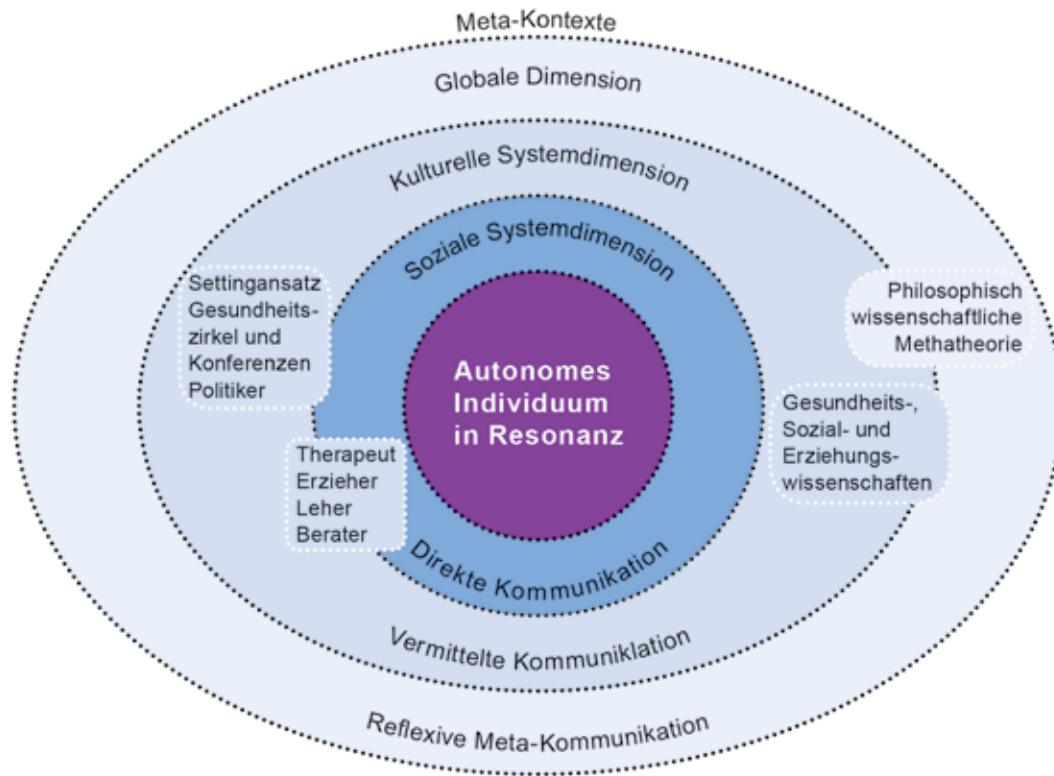 Meta-Kontexte
Globale Dimension
Kulturelle Systemdimension
Soziale Systemdimension
Settingansatz
Gesundheits-
zirkel und
Konferenzen
Politiker
Philosophisch
wissenschaftliche
Methatheorie
Autonomes
Individuum
in Resonanz
Gesundheits-,
Sozial- und
Erziehungs-
wissenschaften
Therapeut
Erzieher
Leher
Berater
Direkte Kommunikation
Vermittelte Kommuniklation
Reflexive Meta-Kommunikation